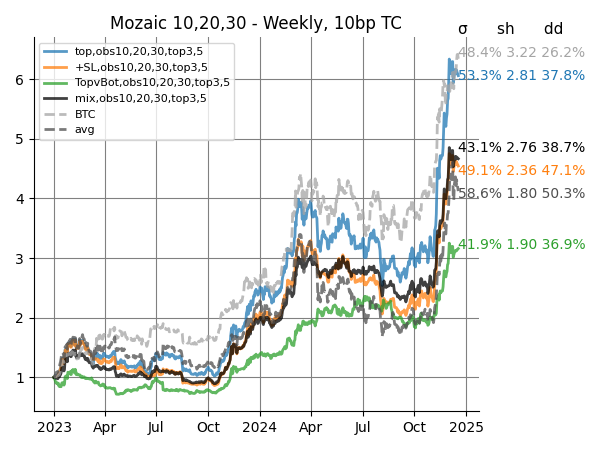 Mozaic 10,20,30 - Weekly, 10bp TC
σ sh dd
top,obs10,20,30,top3,5
+SL,obs10,20,30,top3,5
TopvBot,obs10,20,30,top3,5
mix,obs10,20,30,top3,5
BTC
avg
48.4% 3.22 26.2%
53.3% 2.81 37.8%
43.1% 2.76 38.7%
49.1% 2.36 47.1%
58.6% 1.80 50.3%
41.9% 1.90 36.9%
6
5
4
3
2
1
2023 Apr Jul Oct 2024 Apr Jul Oct 2025